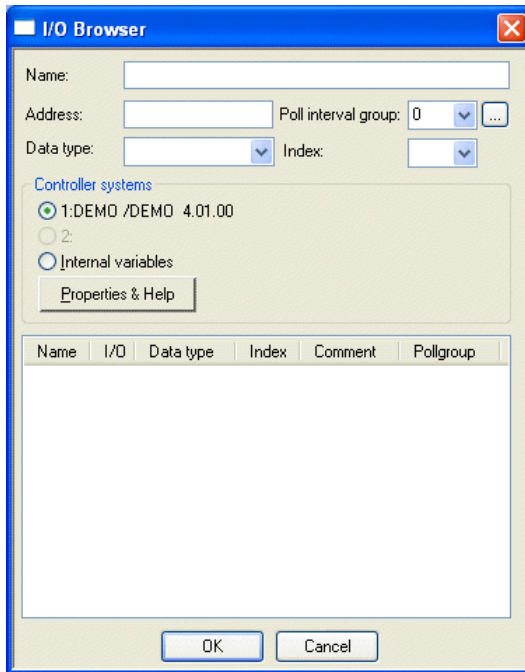 I/O Browser
Name:
Address: Poll interval group: 0 ...
Data type: Index:
Controller systems
1:DEMO /DEMO 4.01.00
2:
Internal variables
Properties & Help
Name I/O Data type Index Comment Pollgroup
OK Cancel